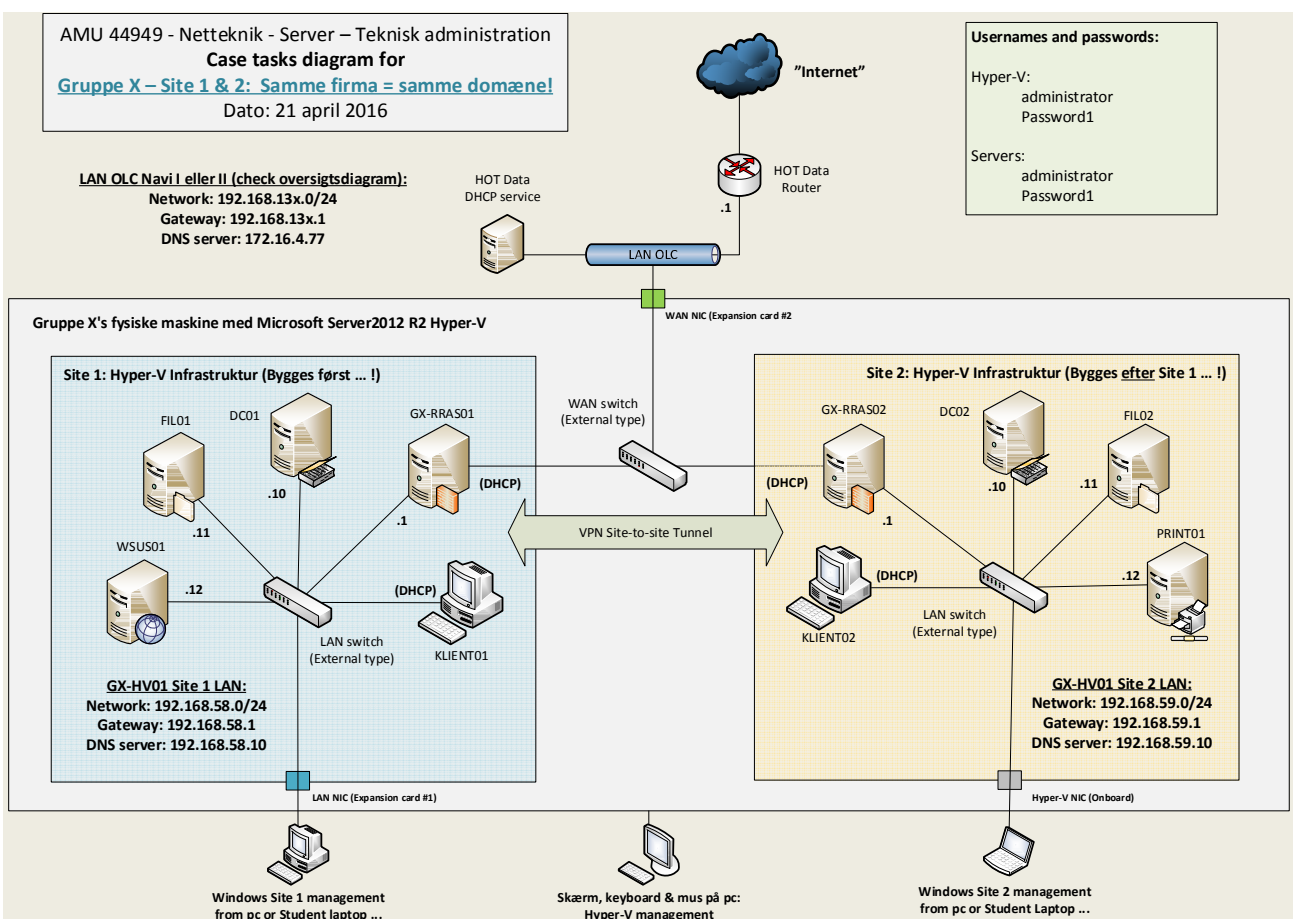 AMU 44949 - Netteknik - Server – Teknisk administration
Case tasks diagram for
Gruppe X – Site 1 & 2:  Samme firma = samme domæne!
Dato: 21 april 2016
"Internet"
Usernames and passwords:
Hyper-V:
administrator
Password1
Servers:
administrator
Password1
LAN OLC Navi I eller II (check oversigtsdiagram):
Network: 192.168.13x.0/24
Gateway: 192.168.13x.1
DNS server: 172.16.4.77
HOT Data
DHCP service
HOT Data
Router
.1
LAN OLC
WAN NIC (Expansion card #2
Gruppe X's fysiske maskine med Microsoft Server2012 R2 Hyper-V
Site 1: Hyper-V Infrastruktur (Bygges først ... !)
FIL01
DC01
GX-RRAS01
.10
(DHCP)
.11
.1
WSUS01
.12
(DHCP)
LAN switch
(External type)
KLIENT01
GX-HV01 Site 1 LAN:
Network: 192.168.58.0/24
Gateway: 192.168.58.1
DNS server: 192.168.58.10
WAN switch
(External type)
VPN Site-to-site Tunnel
Site 2: Hyper-V Infrastruktur (Bygges efter Site 1 ... !)
GX-RRAS02
DC02
FIL02
(DHCP)
.10
.11
.1
PRINT01
(DHCP)
.12
KLIENT02
LAN switch
(External type)
GX-HV01 Site 2 LAN:
Network: 192.168.59.0/24
Gateway: 192.168.59.1
DNS server: 192.168.59.10
LAN NIC (Expansion card #1)
Hyper-V NIC (Onboard)
Windows Site 1 management
from pc or Student laptop ...
Skærm, keyboard & mus på pc:
Hyper-V management
Windows Site 2 management
from pc or Student Laptop ...